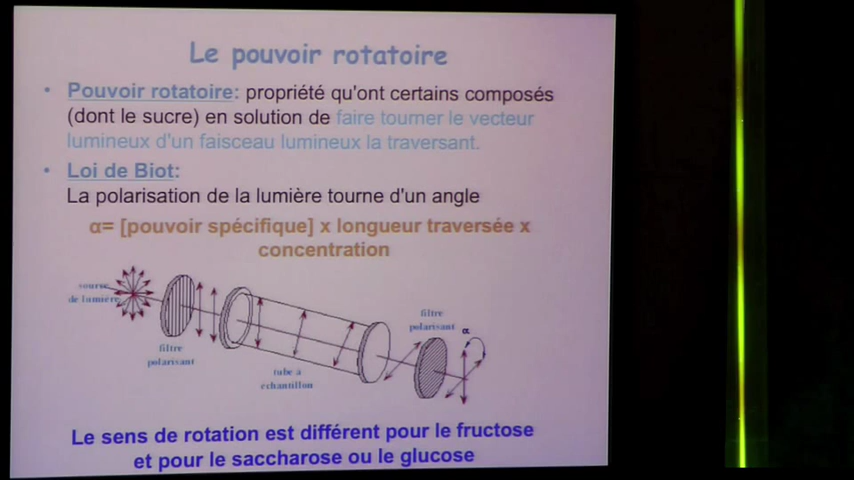 Le pouvoir rotatoire
• Pouvoir rotatoire: propriété qu'ont certains composés
(dont le sucre) en solution de faire tourner le vecteur
lumineux d'un faisceau lumineux la traversant.
• Loi de Biot:
La polarisation de la lumière tourne d'un angle
α= [pouvoir spécifique] x longueur traversée x
concentration
source
de lumière
filtre
polarisant
tube à
échantillon
filtre
polarisant
α
Le sens de rotation est différent pour le fructose
et pour le saccharose ou le glucose